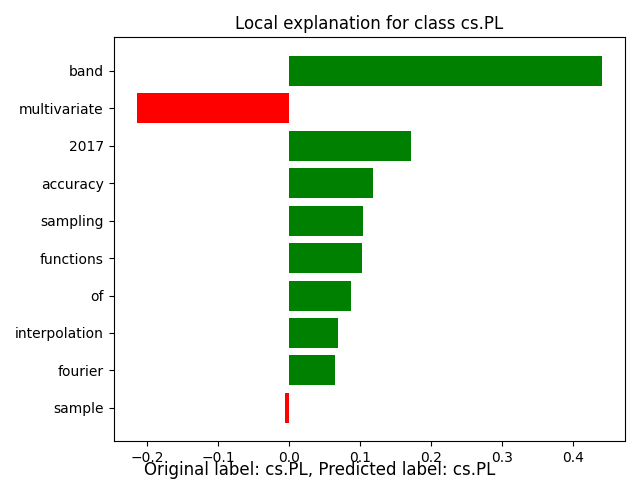 Local explanation for class cs.PL
band
multivariate
2017
accuracy
sampling
functions
of
interpolation
fourier
sample
−0.2 −0.1 0.0 0.1 0.2 0.3 0.4
Original label: cs.PL, Predicted label: cs.PL